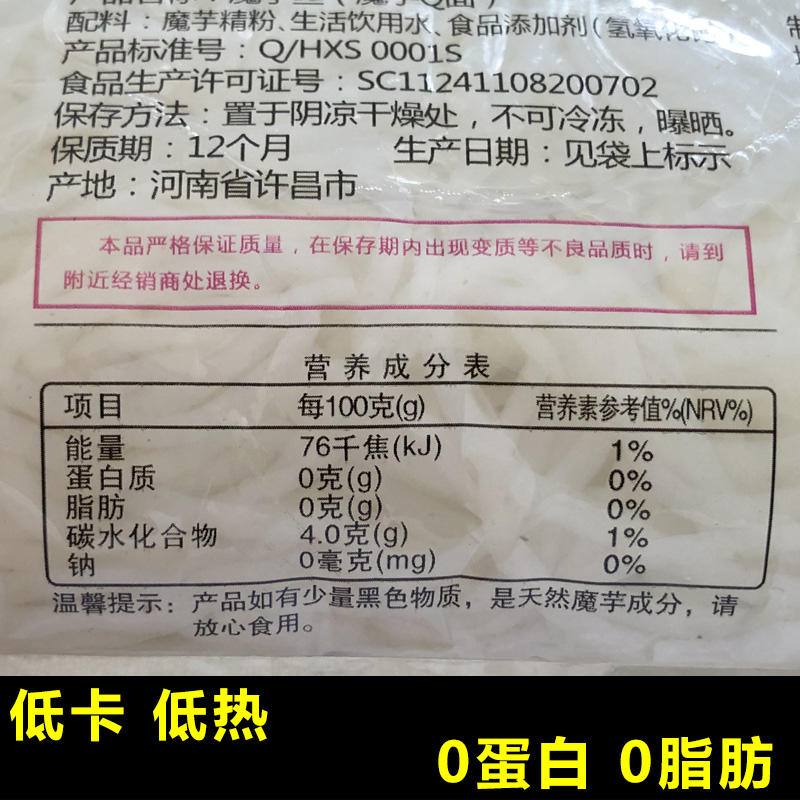 配料：魔芋精粉、生活饮用水、食品添加剂(氢氧化
产品标准号：Q/HXS 0001S
食品生产许可证号：SC11241108200702
保存方法：置于阴凉干燥处，不可冷冻，曝晒。
保质期：12个月 生产日期：见袋上标示
产地：河南省许昌市
本品严格保证质量，在保存期内出现变质等不良品质时，请到
附近经销商处退换。
营养成分表
项目 每100克(g) 营养素参考值%(NRV%)
能量 76千焦(kJ) 1%
蛋白质 0克(g) 0%
脂肪 0克(g) 0%
碳水化合物 4.0克(g) 1%
钠 0毫克(mg) 0%
温馨提示：产品如有少量黑色物质，是天然魔芋成分，请
放心食用。
低卡 低热
0蛋白 0脂肪